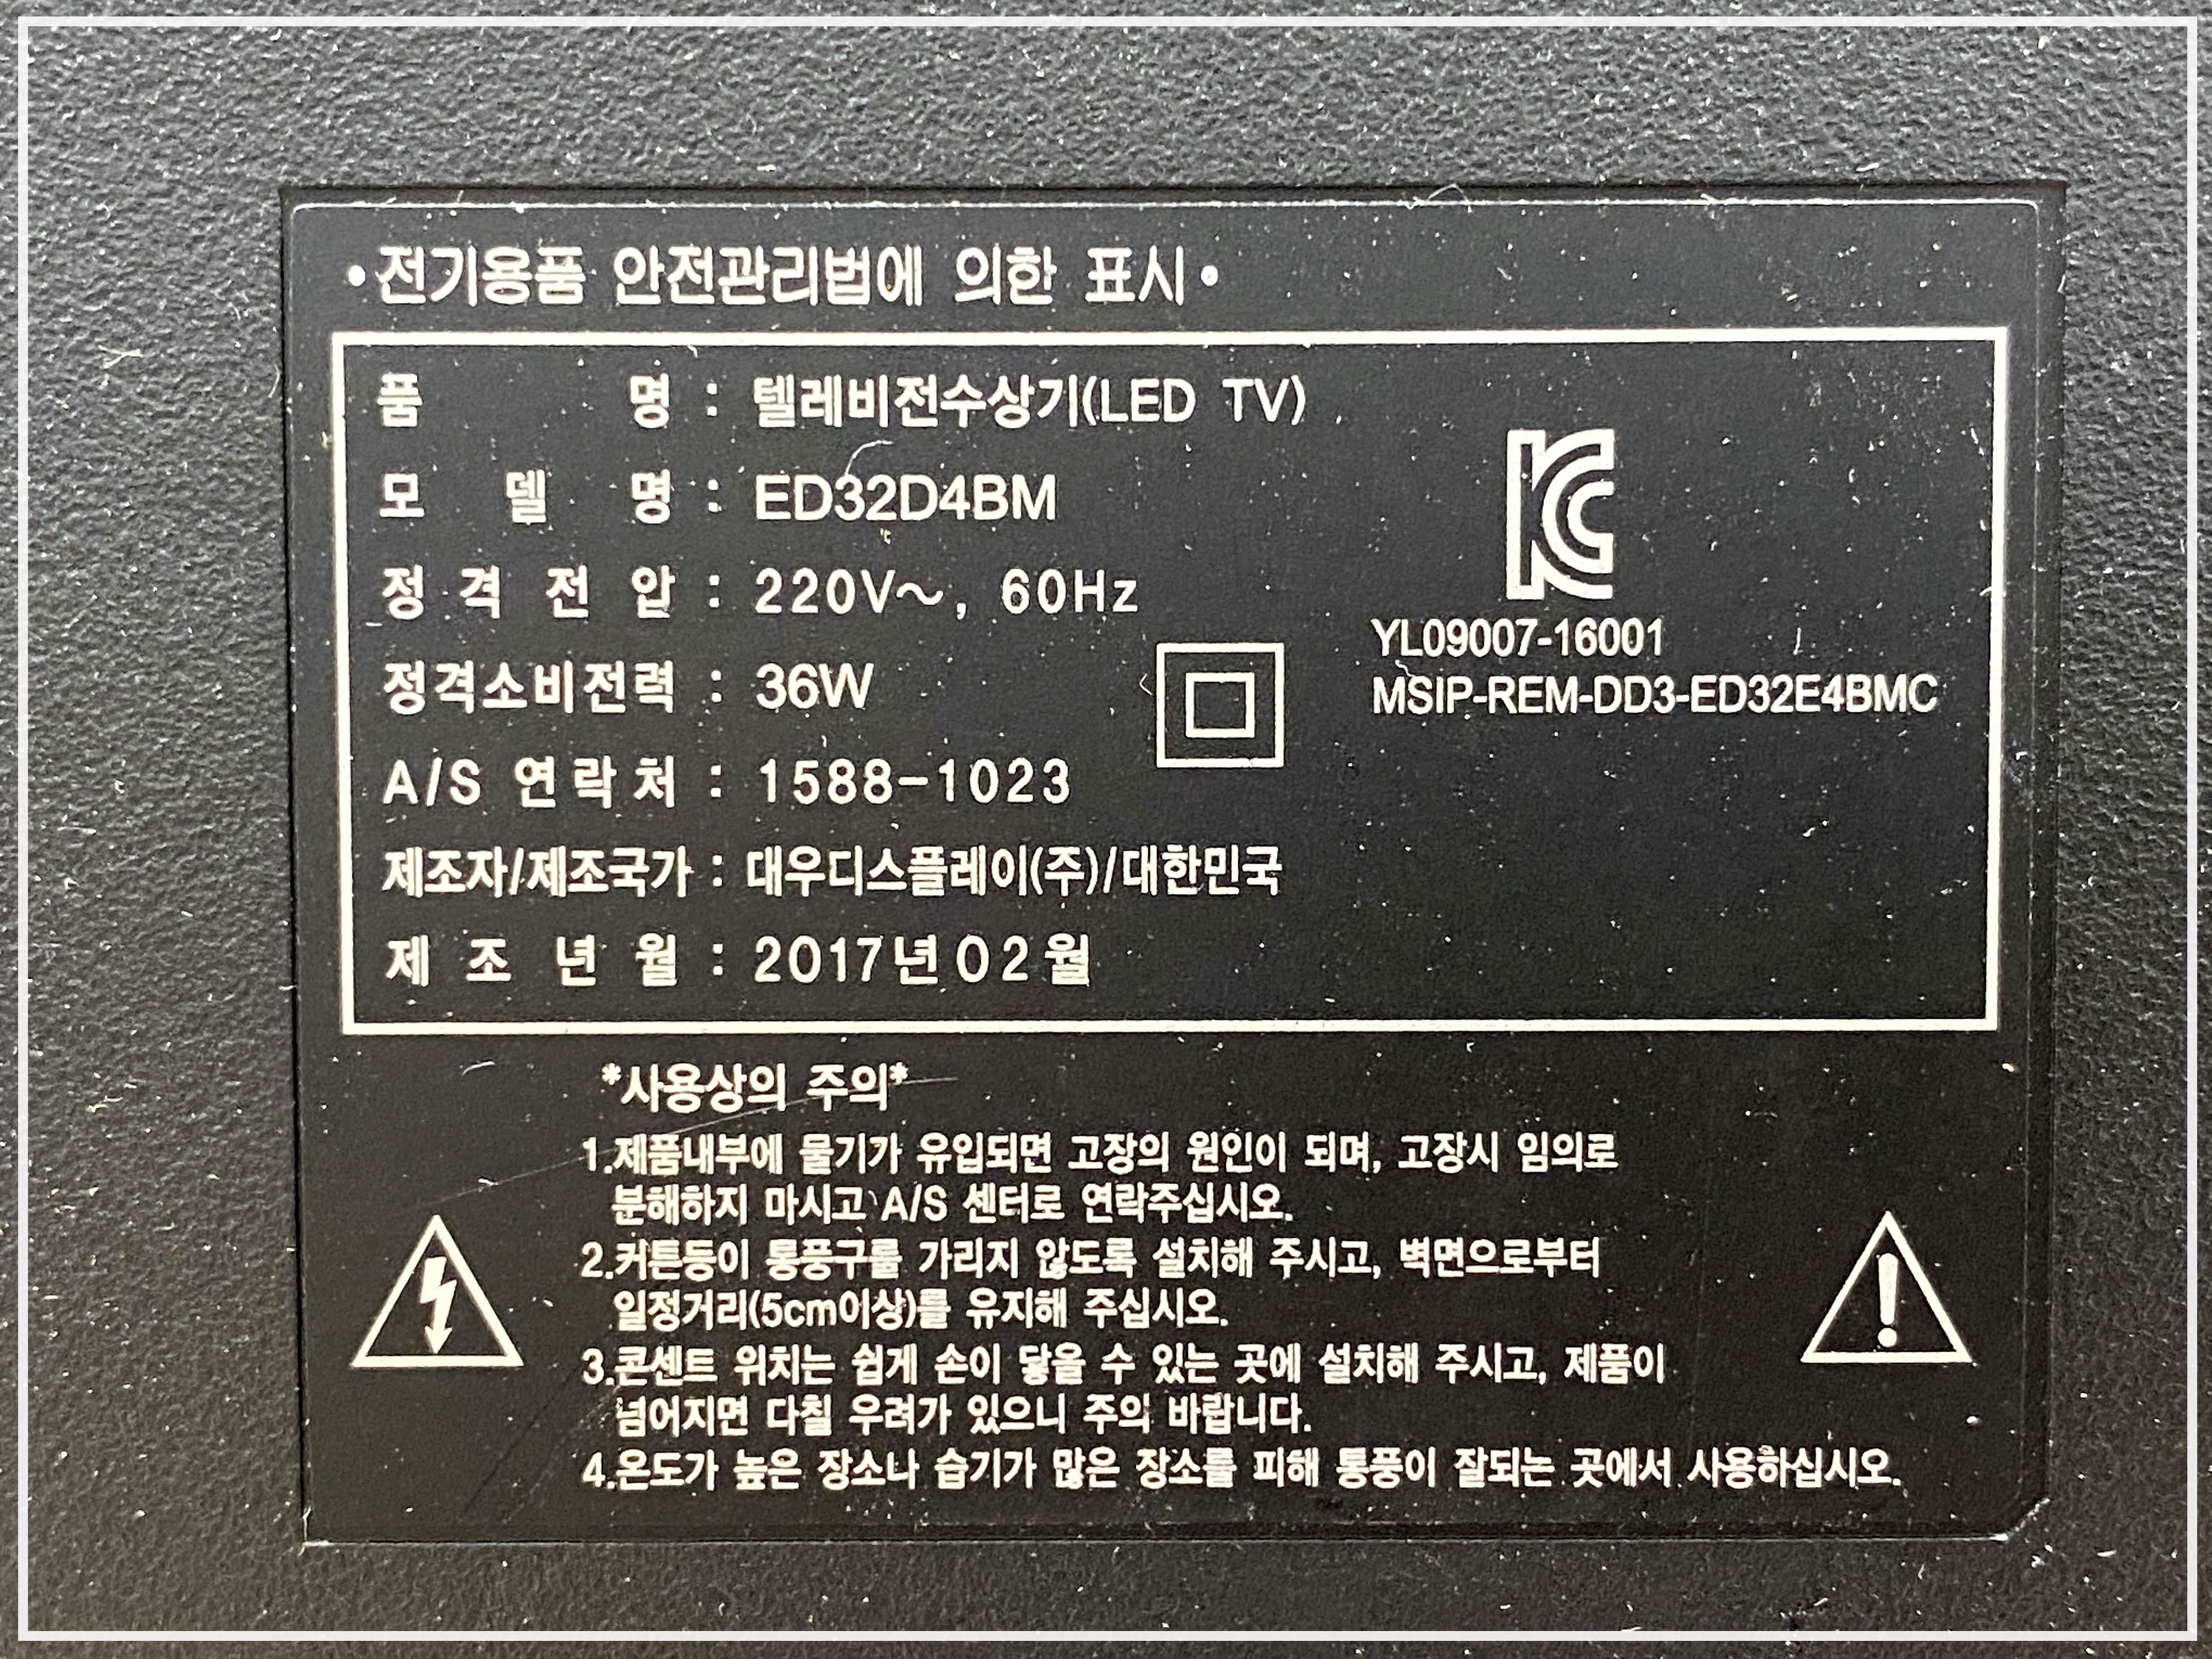 •전기용품 안전관리법에 의한 표시•
품 명 : 텔레비전수상기(LED TV)
모 델 명 : ED32D4BM
정 격 전 압 : 220V～, 60Hz
정격소비전력 : 36W
A/S 연락처 : 1588-1023
제조자/제조국가 : 대우디스플레이(주)/대한민국
제 조 년 월 : 2017년 02월
KC
YL09007-16001
MSIP-REM-DD3-ED32E4BMC
*사용상의 주의*
1.제품내부에 물기가 유입되면 고장의 원인이 되며, 고장시 임의로
분해하지 마시고 A/S 센터로 연락주십시오.
2.커튼등이 통풍구를 가리지 않도록 설치해 주시고, 벽면으로부터
일정거리(5cm이상)를 유지해 주십시오.
3.콘센트 위치는 쉽게 손이 닿을 수 있는 곳에 설치해 주시고, 제품이
넘어지면 다칠 우려가 있으니 주의 바랍니다.
4.온도가 높은 장소나 습기가 많은 장소를 피해 통풍이 잘되는 곳에서 사용하십시오.